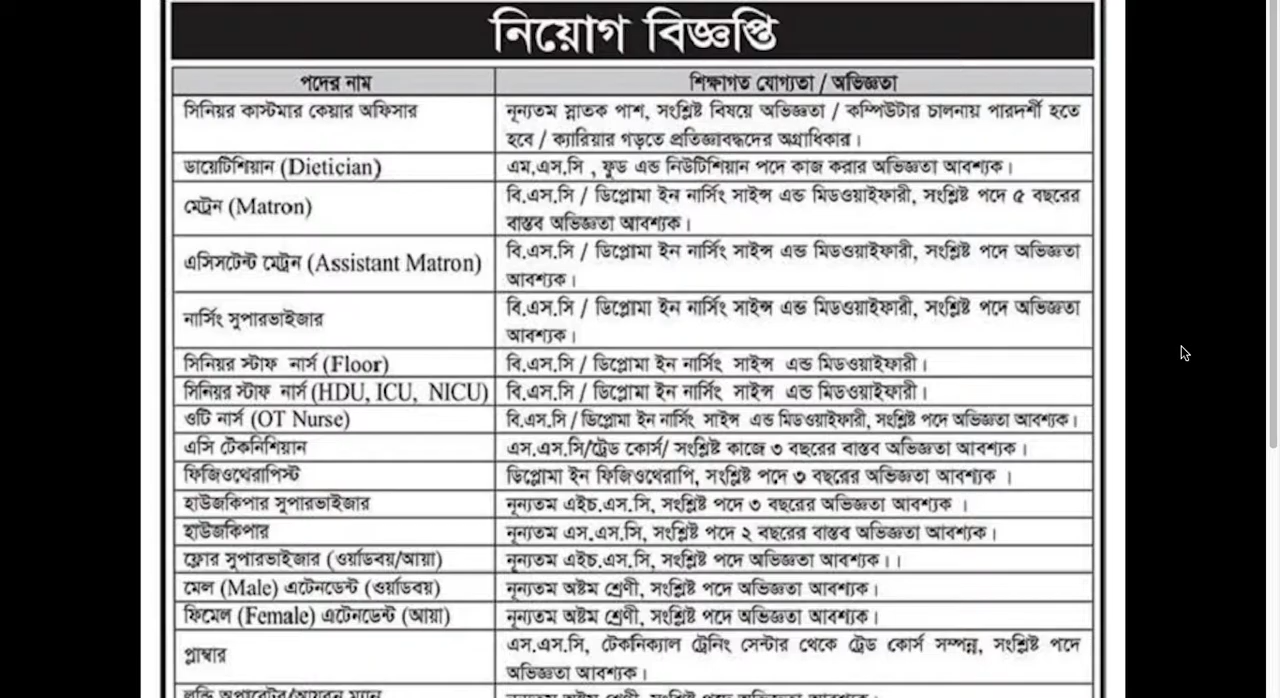 নিয়োগ বিজ্ঞপ্তি
পদের নাম
শিক্ষাগত যোগ্যতা / অভিজ্ঞতা
সিনিয়র কাস্টমার কেয়ার অফিসার
নূন্যতম স্নাতক পাশ, সংশ্লিষ্ট বিষয়ে অভিজ্ঞতা / কম্পিউটার চালনায় পারদর্শী হতে
হবে / ক্যারিয়ার গড়তে প্রতিজ্ঞাবদ্ধদের অগ্রাধিকার।
ডায়েটিশিয়ান (Dietician)
এম.এস.সি , ফুড এন্ড নিউটিশিয়ান পদে কাজ করার অভিজ্ঞতা আবশ্যক।
মেট্রন (Matron)
বি.এস.সি / ডিপ্লোমা ইন নার্সিং সাইন্স এন্ড মিডওয়াইফারী, সংশ্লিষ্ট পদে ৫ বছরের
বাস্তব অভিজ্ঞতা আবশ্যক।
এসিসটেন্ট মেট্রন (Assistant Matron)
বি.এস.সি / ডিপ্লোমা ইন নার্সিং সাইন্স এন্ড মিডওয়াইফারী, সংশ্লিষ্ট পদে অভিজ্ঞতা
আবশ্যক।
নার্সিং সুপারভাইজার
বি.এস.সি / ডিপ্লোমা ইন নার্সিং সাইন্স এন্ড মিডওয়াইফারী, সংশ্লিষ্ট পদে অভিজ্ঞতা
আবশ্যক।
সিনিয়র স্টাফ নার্স (Floor)
বি.এস.সি / ডিপ্লোমা ইন নার্সিং সাইন্স এন্ড মিডওয়াইফারী।
সিনিয়র স্টাফ নার্স (HDU, ICU, NICU)
বি.এস.সি / ডিপ্লোমা ইন নার্সিং সাইন্স এন্ড মিডওয়াইফারী।
ওটি নার্স (OT Nurse)
বি.এস.সি / ডিপ্লোমা ইন নার্সিং সাইন্স এন্ড মিডওয়াইফারী, সংশ্লিষ্ট পদে অভিজ্ঞতা আবশ্যক।
এসি টেকনিশিয়ান
এস.এস.সি/ট্রেড কোর্স/ সংশ্লিষ্ট কাজে ৩ বছরের বাস্তব অভিজ্ঞতা আবশ্যক।
ফিজিওথেরাপিস্ট
ডিপ্লোমা ইন ফিজিওথেরাপি, সংশ্লিষ্ট পদে ৩ বছরের অভিজ্ঞতা আবশ্যক ।
হাউজকিপার সুপারভাইজার
নূন্যতম এইচ.এস.সি, সংশ্লিষ্ট পদে ৩ বছরের অভিজ্ঞতা আবশ্যক ।
হাউজকিপার
নূন্যতম এস.এস.সি, সংশ্লিষ্ট পদে ২ বছরের বাস্তব অভিজ্ঞতা আবশ্যক।
ফ্লোর সুপারভাইজার (ওয়ার্ডবয়/আয়া)
নূন্যতম এইচ.এস.সি, সংশ্লিষ্ট পদে অভিজ্ঞতা আবশ্যক।।
মেল (Male) এটেনডেন্ট (ওয়ার্ডবয়)
নূন্যতম অষ্টম শ্রেণী, সংশ্লিষ্ট পদে অভিজ্ঞতা আবশ্যক।
ফিমেল (Female) এটেনডেন্ট (আয়া)
নূন্যতম অষ্টম শ্রেণী, সংশ্লিষ্ট পদে অভিজ্ঞতা আবশ্যক।
প্লাম্বার
এস.এস.সি, টেকনিক্যাল ট্রেনিং সেন্টার থেকে ট্রেড কোর্স সম্পন্ন, সংশ্লিষ্ট পদে
অভিজ্ঞতা আবশ্যক।